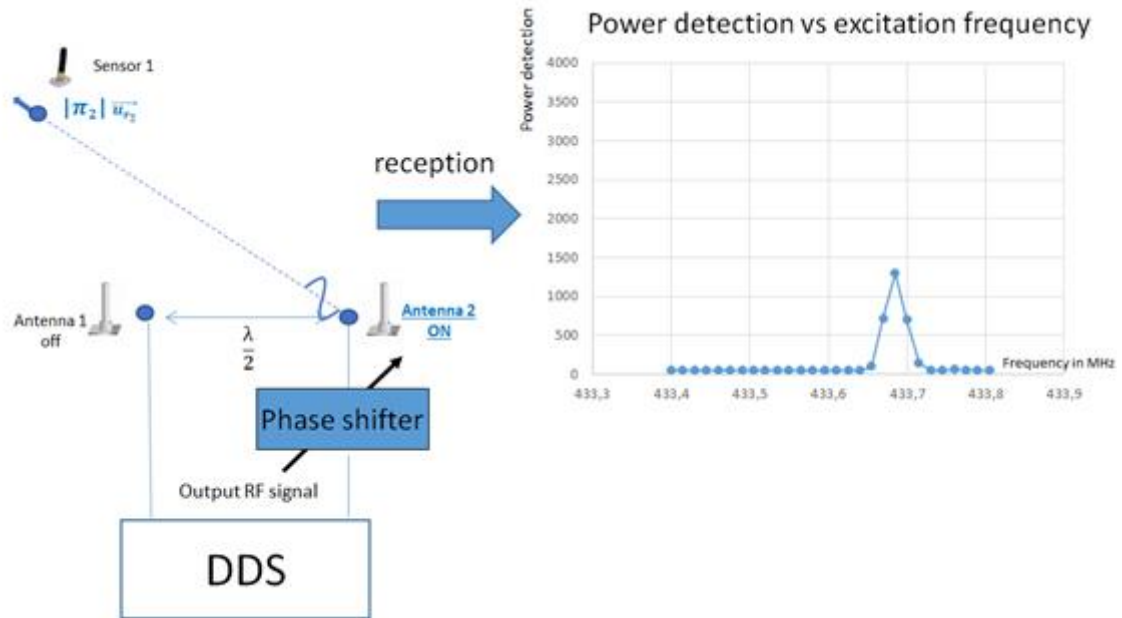 Power detection vs excitation frequency
Sensor 1
|π₂| u⃗ᵣ₂
reception
Antenna 1
off
λ/2
Antenna 2
ON
Phase shifter
Output RF signal
DDS
Power detection
4000
3500
3000
2500
2000
1500
1000
500
0
Frequency in MHz
433,3 433,4 433,5 433,6 433,7 433,8 433,9